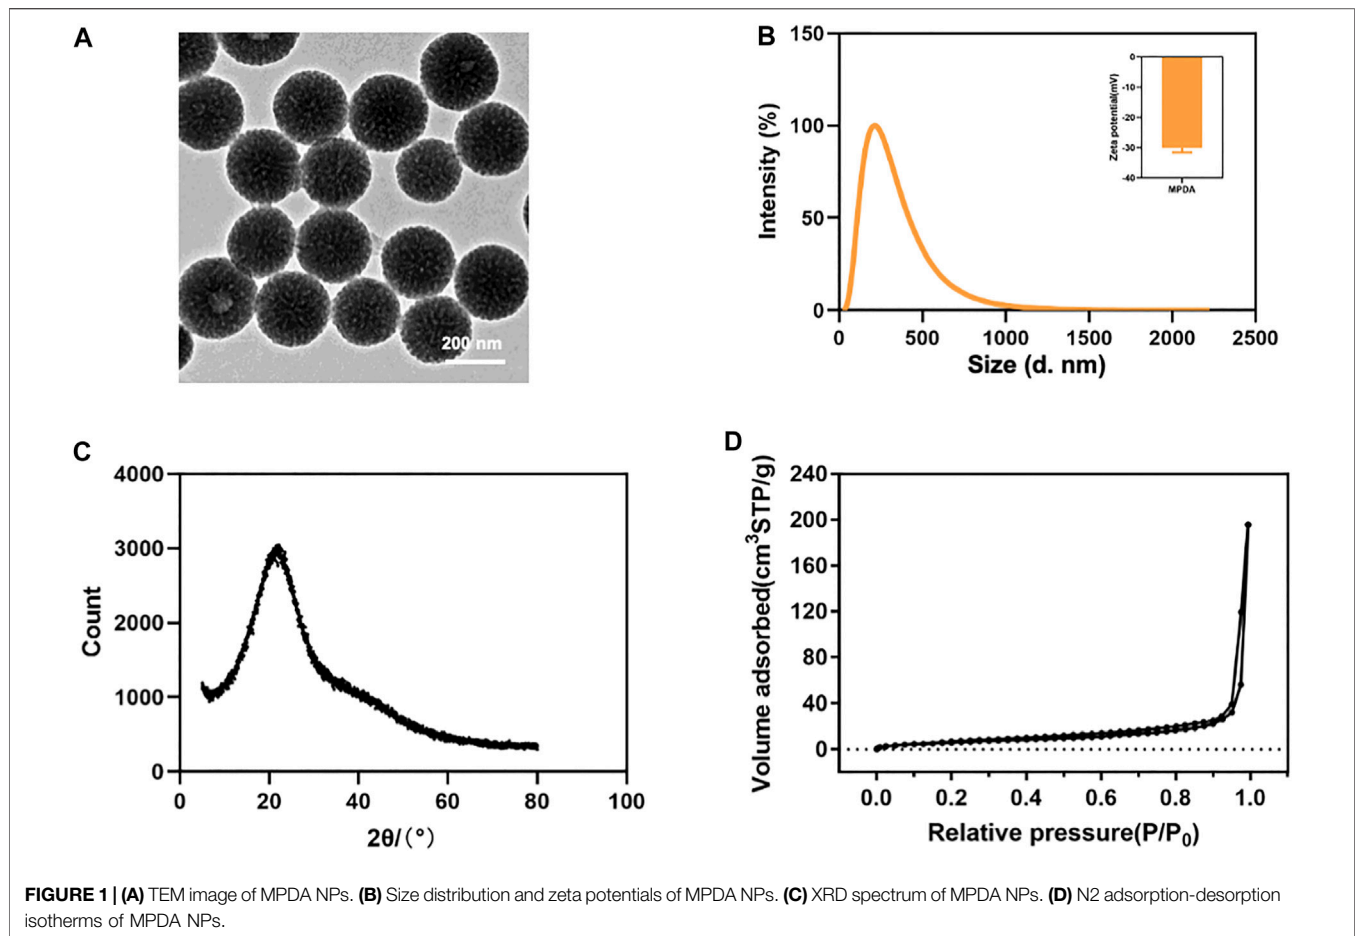 A
200 nm
B
150
100
50
0
Intensity (%)
0 500 1000 1500 2000 2500
Size (d. nm)
0
-10
-20
-30
-40
Zeta potential(mV)
MPDA
C
4000
3000
2000
1000
0
Count
0 20 40 60 80 100
2θ/(°)
D
240
200
160
120
80
40
0
Volume adsorbed(cm³STP/g)
0.0 0.2 0.4 0.6 0.8 1.0
Relative pressure(P/P₀)
FIGURE 1 | (A) TEM image of MPDA NPs. (B) Size distribution and zeta potentials of MPDA NPs. (C) XRD spectrum of MPDA NPs. (D) N2 adsorption-desorption
isotherms of MPDA NPs.